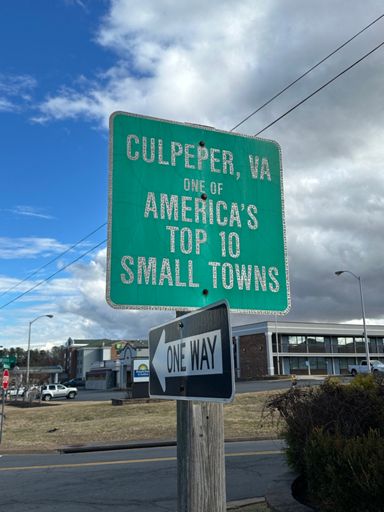 CULPEPER, VA
ONE OF
AMERICA'S
TOP 10
SMALL TOWNS
ONE WAY